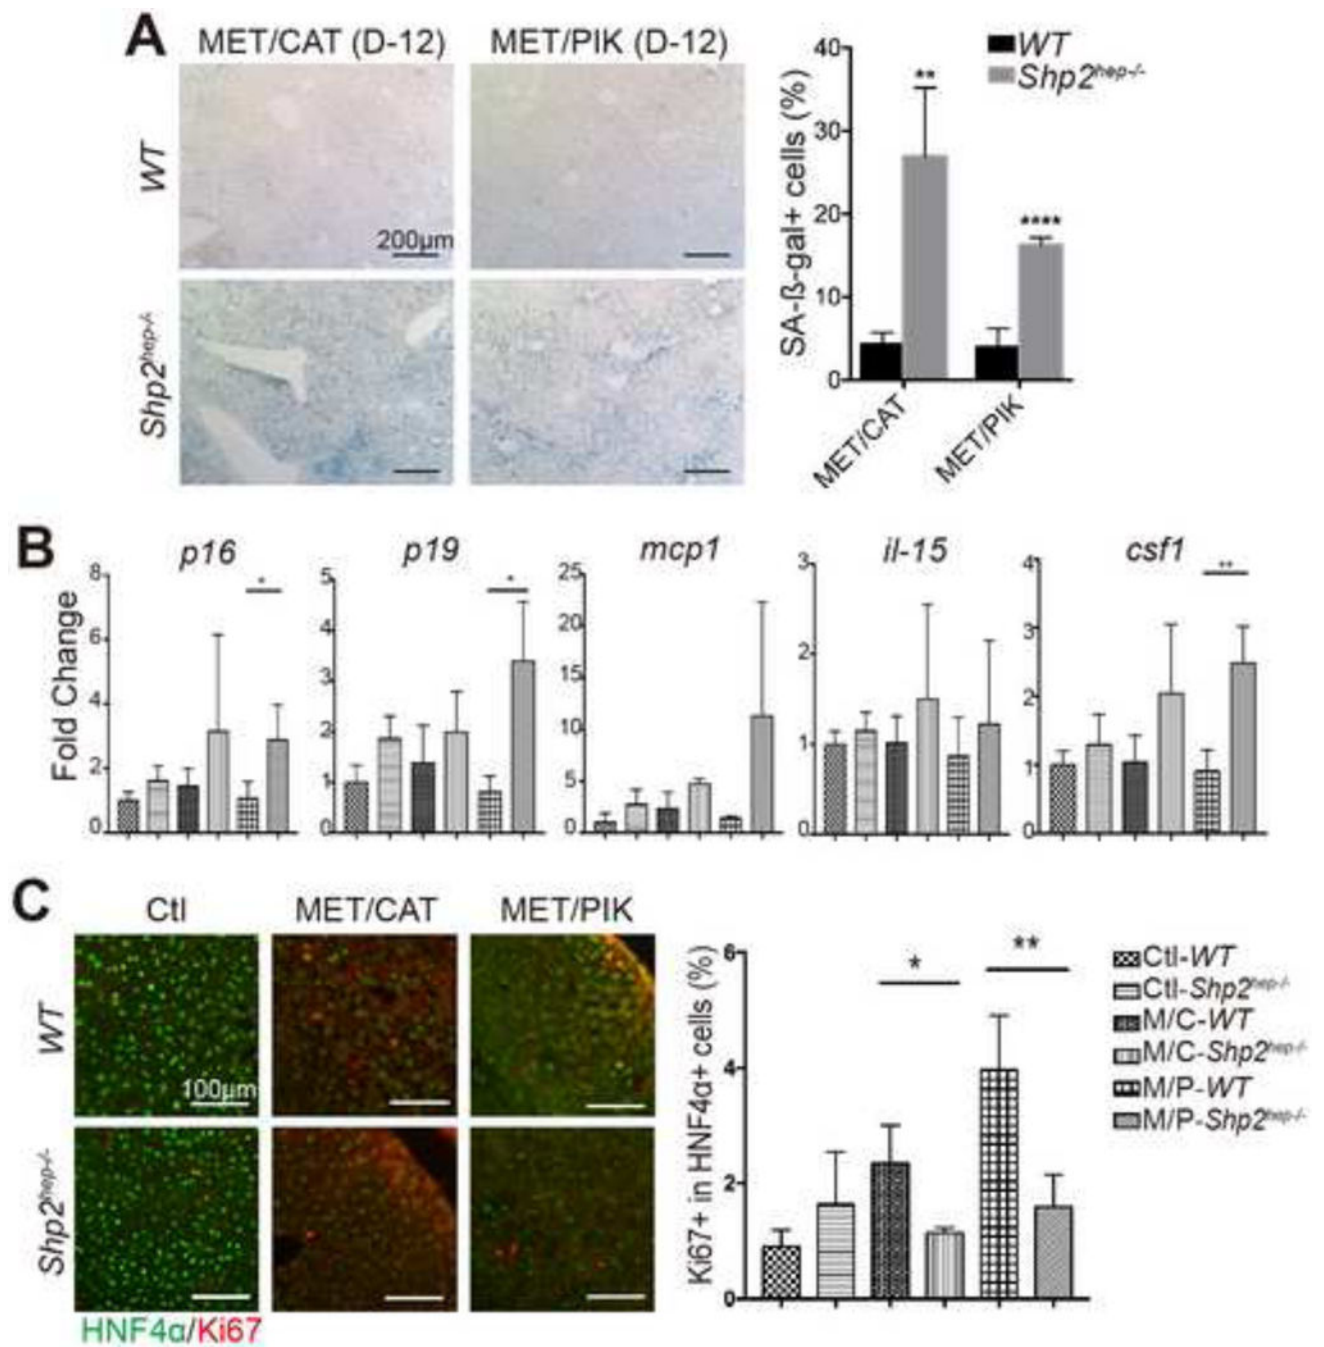 A
MET/CAT (D-12)
MET/PIK (D-12)
WT
200µm
Shp2hep-/-
SA-ß-gal+ cells (%)
40
30
20
10
0
**
****
WT
Shp2hep-/-
MET/CAT
MET/PIK
B
Fold Change
p16
8
6
4
2
0
*
p19
5
4
3
2
1
0
*
mcp1
25
20
15
10
5
0
il-15
3
2
1
0
csf1
4
3
2
1
0
**
C
Ctl
MET/CAT
MET/PIK
WT
100µm
Shp2hep-/-
HNF4α/Ki67
Ki67+ in HNF4α+ cells (%)
6
4
2
0
*
**
Ctl-WT
Ctl-Shp2hep-/-
M/C-WT
M/C-Shp2hep-/-
M/P-WT
M/P-Shp2hep-/-